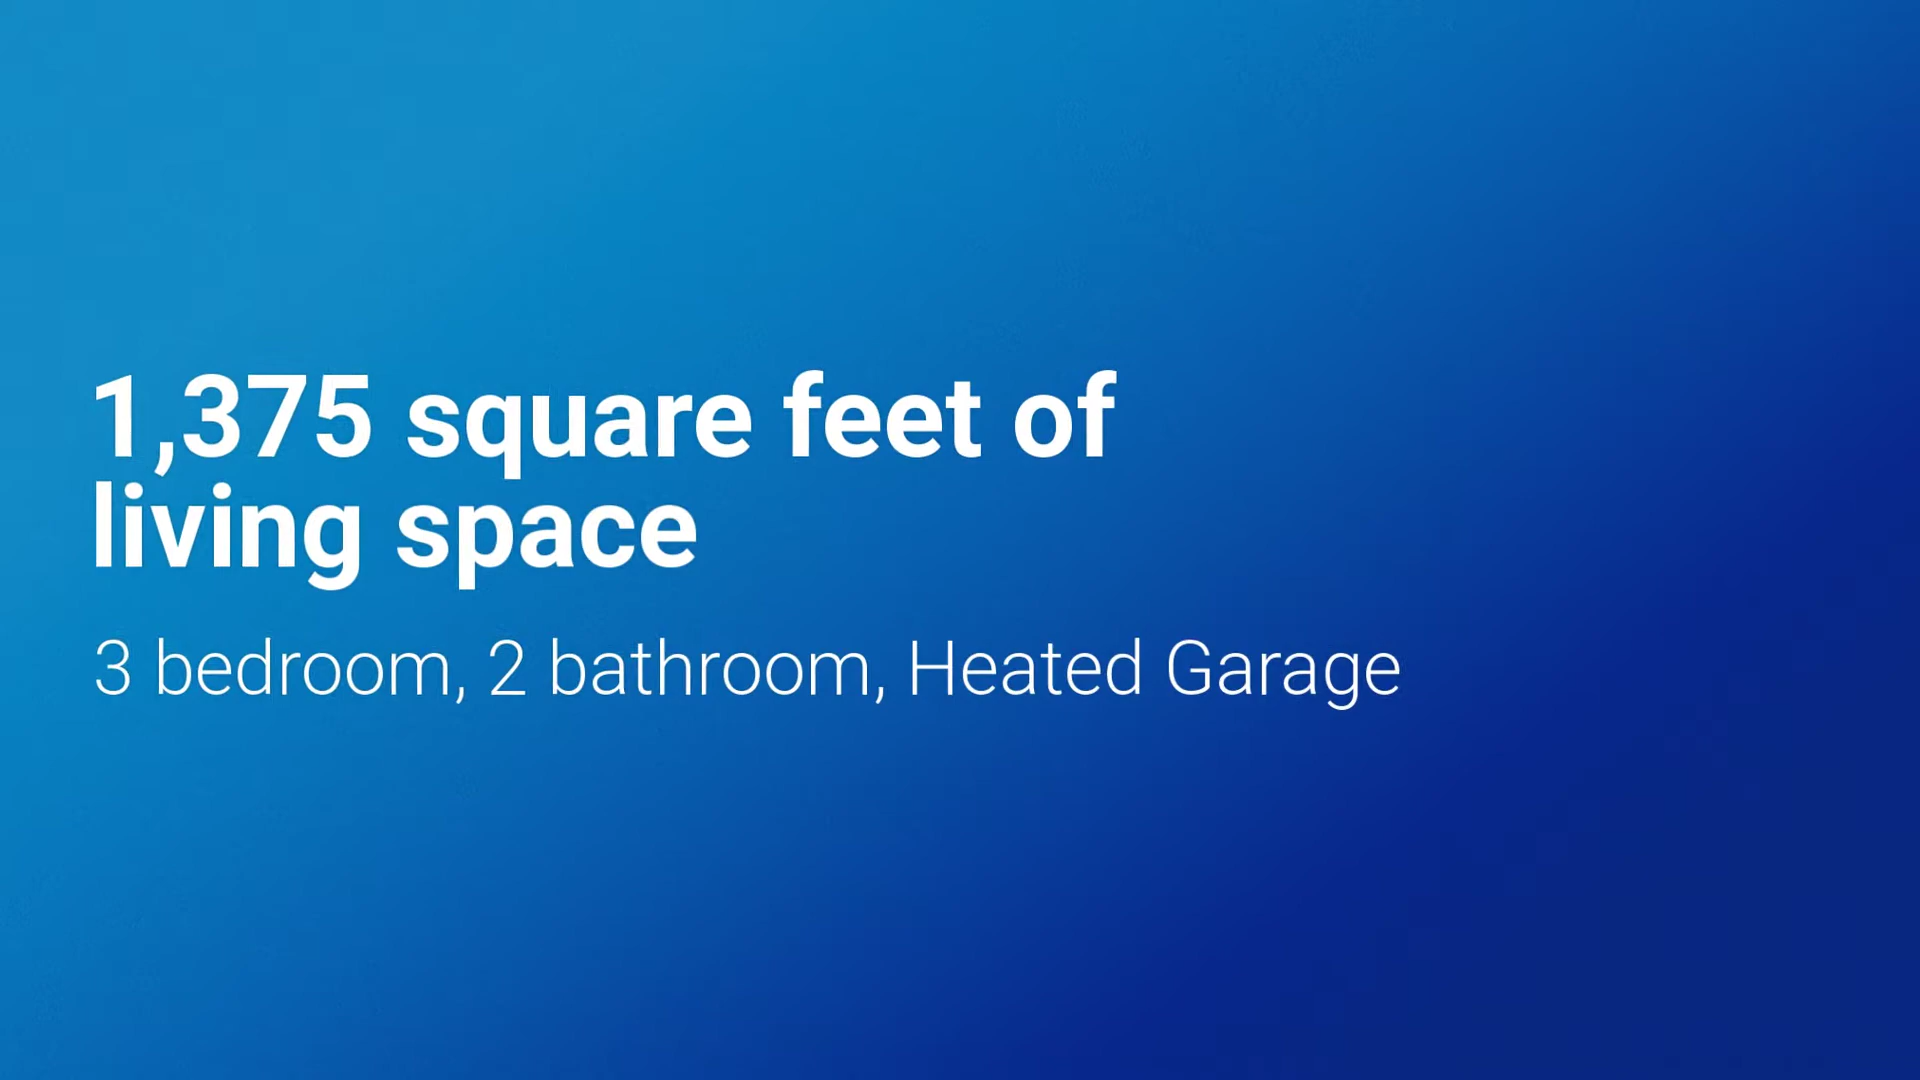 1,375 square feet of
living space
3 bedroom, 2 bathroom, Heated Garage